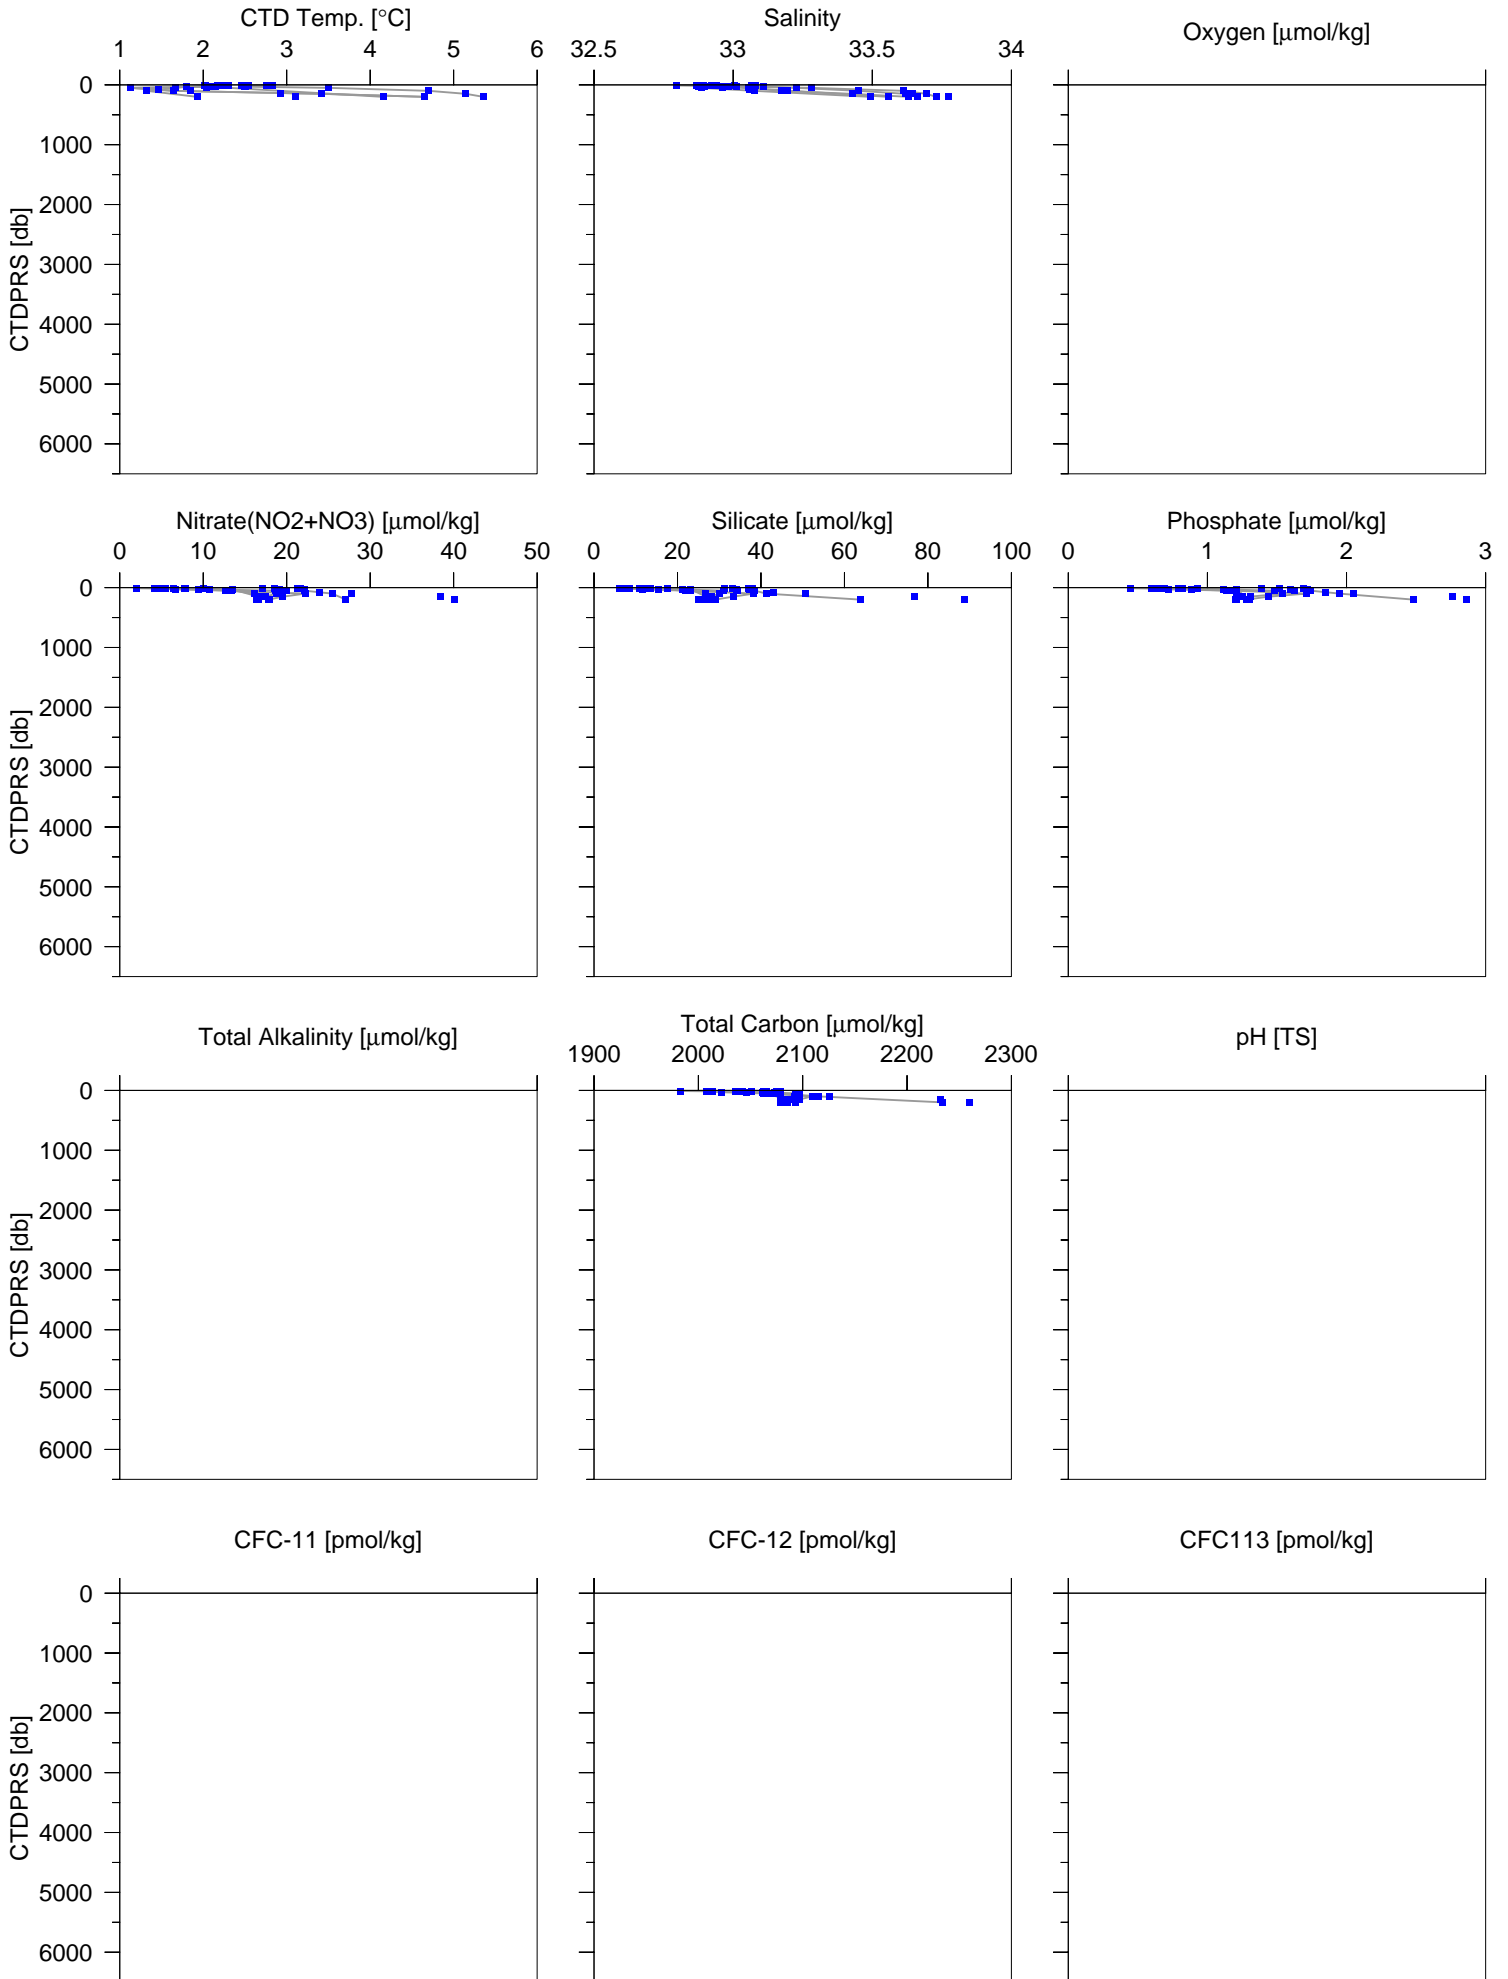 CTD Temp. [°C] Salinity Oxygen [μmol/kg]
1 2 3 4 5 6 32.5 33 33.5 34
0
1000
2000
3000
4000
5000
6000
CTDPRS [db]
Nitrate(NO2+NO3) [μmol/kg] Silicate [μmol/kg] Phosphate [μmol/kg]
0 10 20 30 40 50 0 20 40 60 80 100 0 1 2 3
0
1000
2000
3000
4000
5000
6000
CTDPRS [db]
Total Alkalinity [μmol/kg] Total Carbon [μmol/kg] pH [TS]
1900 2000 2100 2200 2300
0
1000
2000
3000
4000
5000
6000
CTDPRS [db]
CFC-11 [pmol/kg] CFC-12 [pmol/kg] CFC113 [pmol/kg]
0
1000
2000
3000
4000
5000
6000
CTDPRS [db]